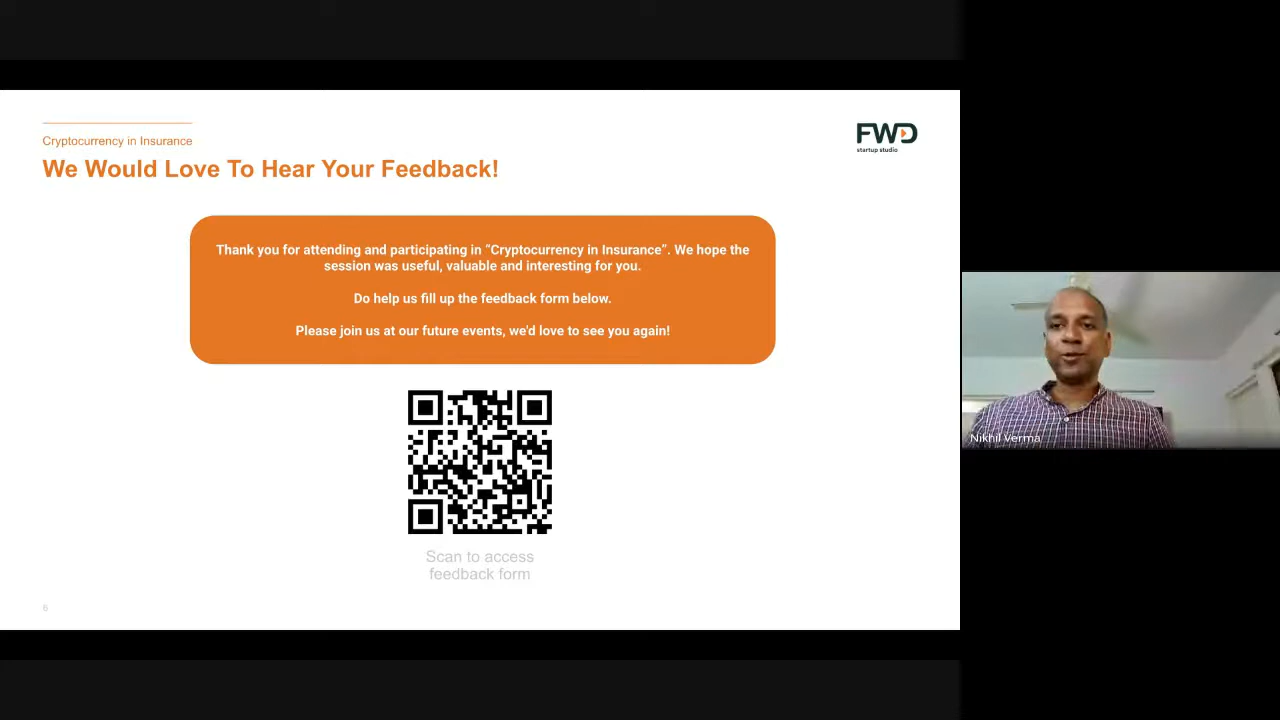 Cryptocurrency in Insurance
We Would Love To Hear Your Feedback!
FWD
startup studio
Thank you for attending and participating in “Cryptocurrency in Insurance”. We hope the
session was useful, valuable and interesting for you.
Do help us fill up the feedback form below.
Please join us at our future events, we'd love to see you again!
Scan to access
feedback form
6
Nikhil Verma